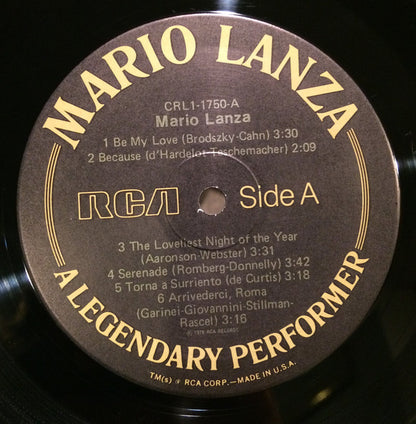 MARIO LANZA
CRL1-1750-A
Mario Lanza
1 Be My Love (Brodszky-Cahn) 3:30
2 Because (d'Hardelot-Teschemacher) 2:09
RCA
Side A
3 The Loveliest Night of the Year
(Aaronson-Webster) 3:31
4 Serenade (Romberg-Donnelly) 3:42
5 Torna a Surriento (de Curtis) 3:18
6 Arrivederci, Roma
(Garinei-Giovannini-Stillman-
Rascel) 3:16
℗ 1976 RCA RECORDS
A LEGENDARY PERFORMER
TM(s) ® RCA CORP.—MADE IN U.S.A.